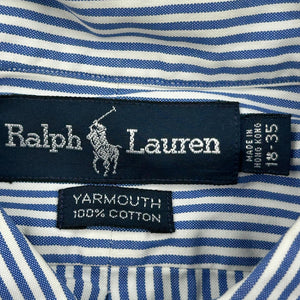 Ralph Lauren
MADE IN
HONG KONG
18-35
YARMOUTH
100% COTTON